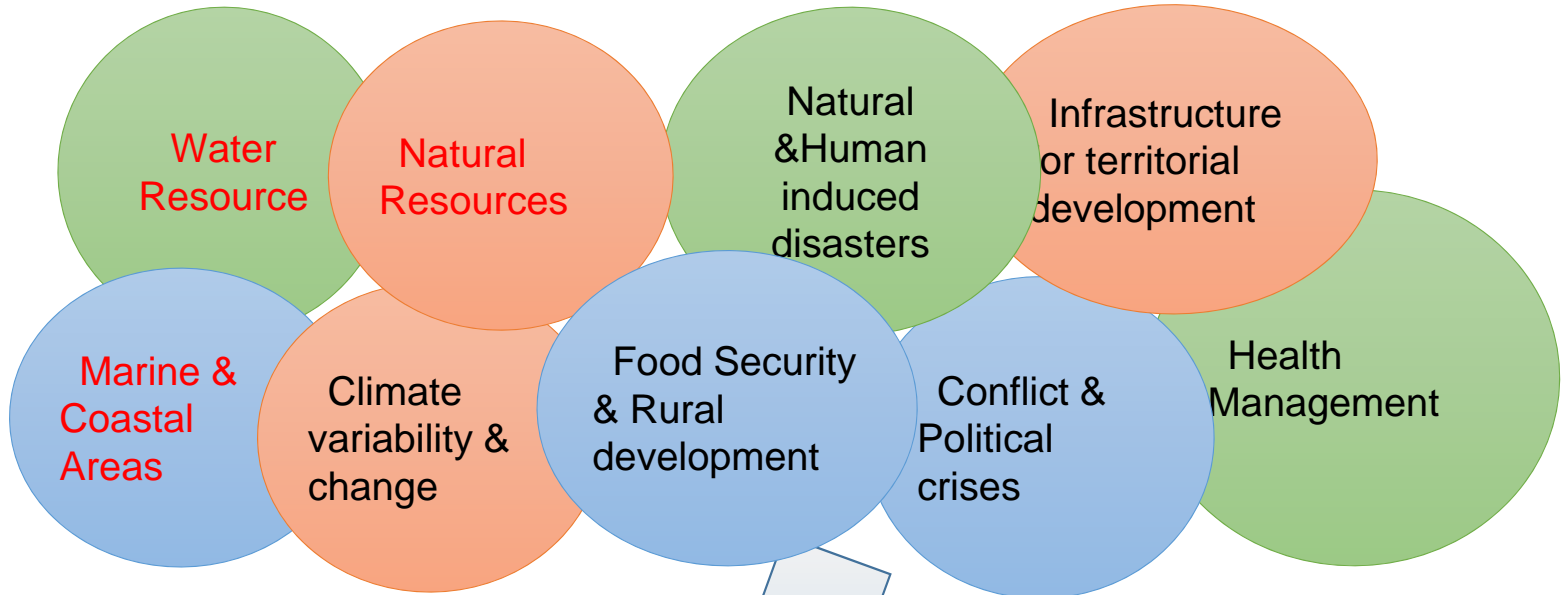 Water
Resource
Natural
Resources
Natural
&Human
induced
disasters
Infrastructure
or territorial
development
Marine &
Coastal
Areas
Climate
variability &
change
Food Security
& Rural
development
Conflict &
Political
crises
Health
Management